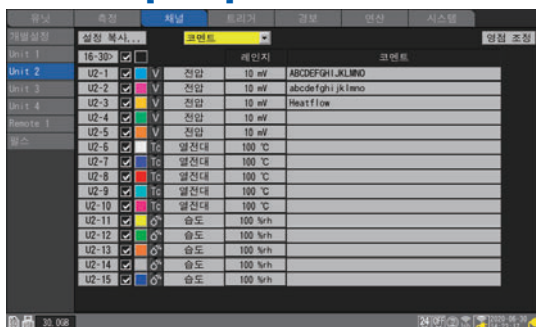 유닛 측정 채널 트리거 경보 연산 시스템
개별설정 설정 복사... 코멘트 영점 조정
Unit 1 16-30> 레인지 코멘트
Unit 2 U2-1 V 전압 10 mV ABCDEFGHIJKLMNO
U2-2 V 전압 10 mV abcdefghijklmno
Unit 3 U2-3 V 전압 10 mV Heatflow
Unit 4 U2-4 V 전압 10 mV
Remote 1 U2-5 V 전압 10 mV
펄스 U2-6 Tc 열전대 100 ℃
U2-7 Tc 열전대 100 ℃
U2-8 Tc 열전대 100 ℃
U2-9 Tc 열전대 100 ℃
U2-10 Tc 열전대 100 ℃
U2-11 습도 100 %rh
U2-12 습도 100 %rh
U2-13 습도 100 %rh
U2-14 습도 100 %rh
U2-15 습도 100 %rh
30.0GB 24 OFF 2020-06-30